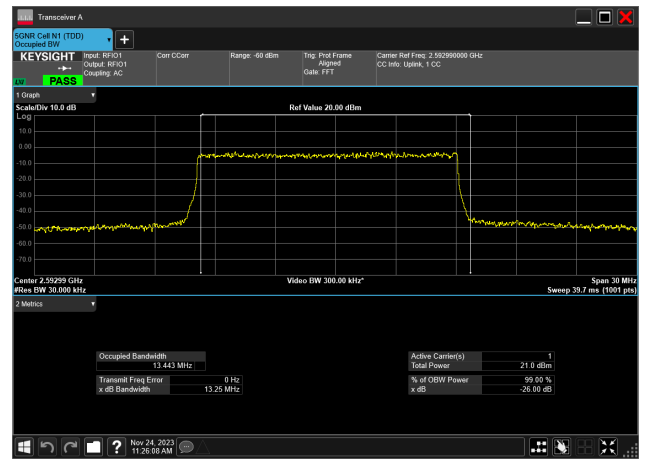 Transceiver A
5GNR Cell N1 (TDD)
Occupied BW
KEYSIGHT
LW
PASS
Input: RFIO1
Output: RFIO1
Coupling: AC
Corr CCorr
Range: -60 dBm
Trig: Prot Frame
Aligned
Gate: FFT
Carrier Ref Freq: 2.592990000 GHz
CC Info: Uplink, 1 CC
1 Graph
Scale/Div 10.0 dB
Ref Value 20.00 dBm
Log
10.0
0.00
-10.0
-20.0
-30.0
-40.0
-50.0
-60.0
-70.0
Center 2.59299 GHz
Video BW 300.00 kHz*
Span 30 MHz
#Res BW 30.000 kHz
Sweep 39.7 ms (1001 pts)
2 Metrics
Occupied Bandwidth
13.443 MHz
Transmit Freq Error 0 Hz
x dB Bandwidth 13.25 MHz
Active Carrier(s) 1
Total Power 21.0 dBm
% of OBW Power 99.00 %
x dB -26.00 dB
Nov 24, 2023
11:26:08 AM